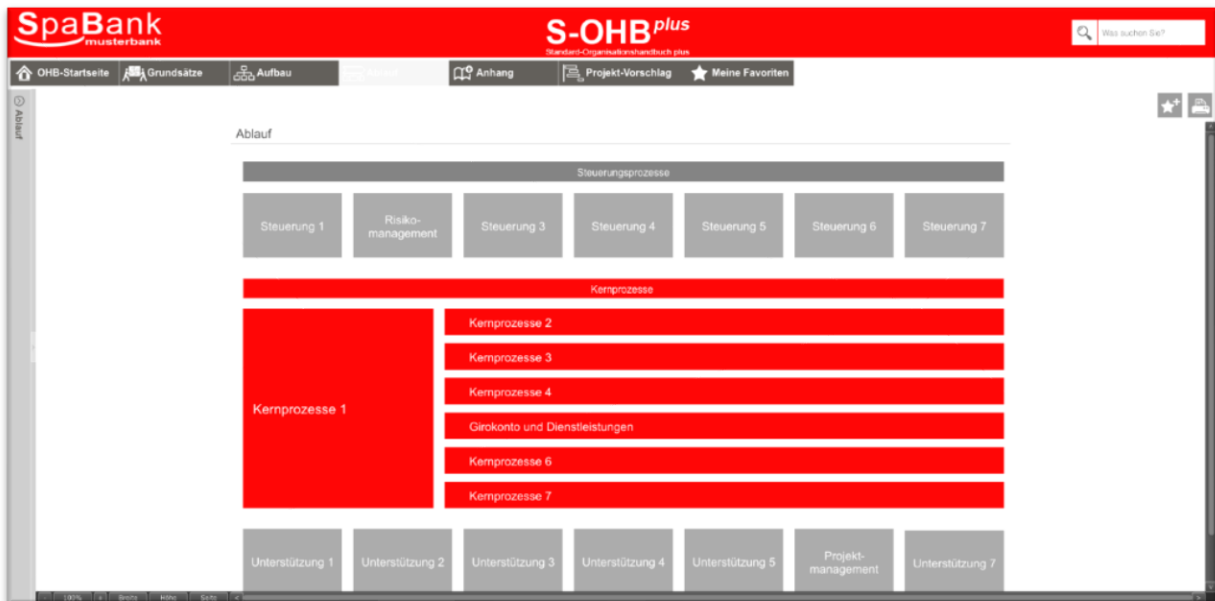 SpaBank
musterbank
S-OHB plus
Standard-Organisationshandbuch plus
Was suchen Sie?
OHB-Startseite
Grundsätze
Aufbau
Ablauf
Anhang
Projekt-Vorschlag
Meine Favoriten
Ablauf
Ablauf
Steuerungsprozesse
Steuerung 1
Risiko-
management
Steuerung 3
Steuerung 4
Steuerung 5
Steuerung 6
Steuerung 7
Kernprozesse
Kernprozesse 1
Kernprozesse 2
Kernprozesse 3
Kernprozesse 4
Girokonto und Dienstleistungen
Kernprozesse 6
Kernprozesse 7
Unterstützung 1
Unterstützung 2
Unterstützung 3
Unterstützung 4
Unterstützung 5
Projekt-
management
Unterstützung 7
100%
Breite
Höhe
Seite